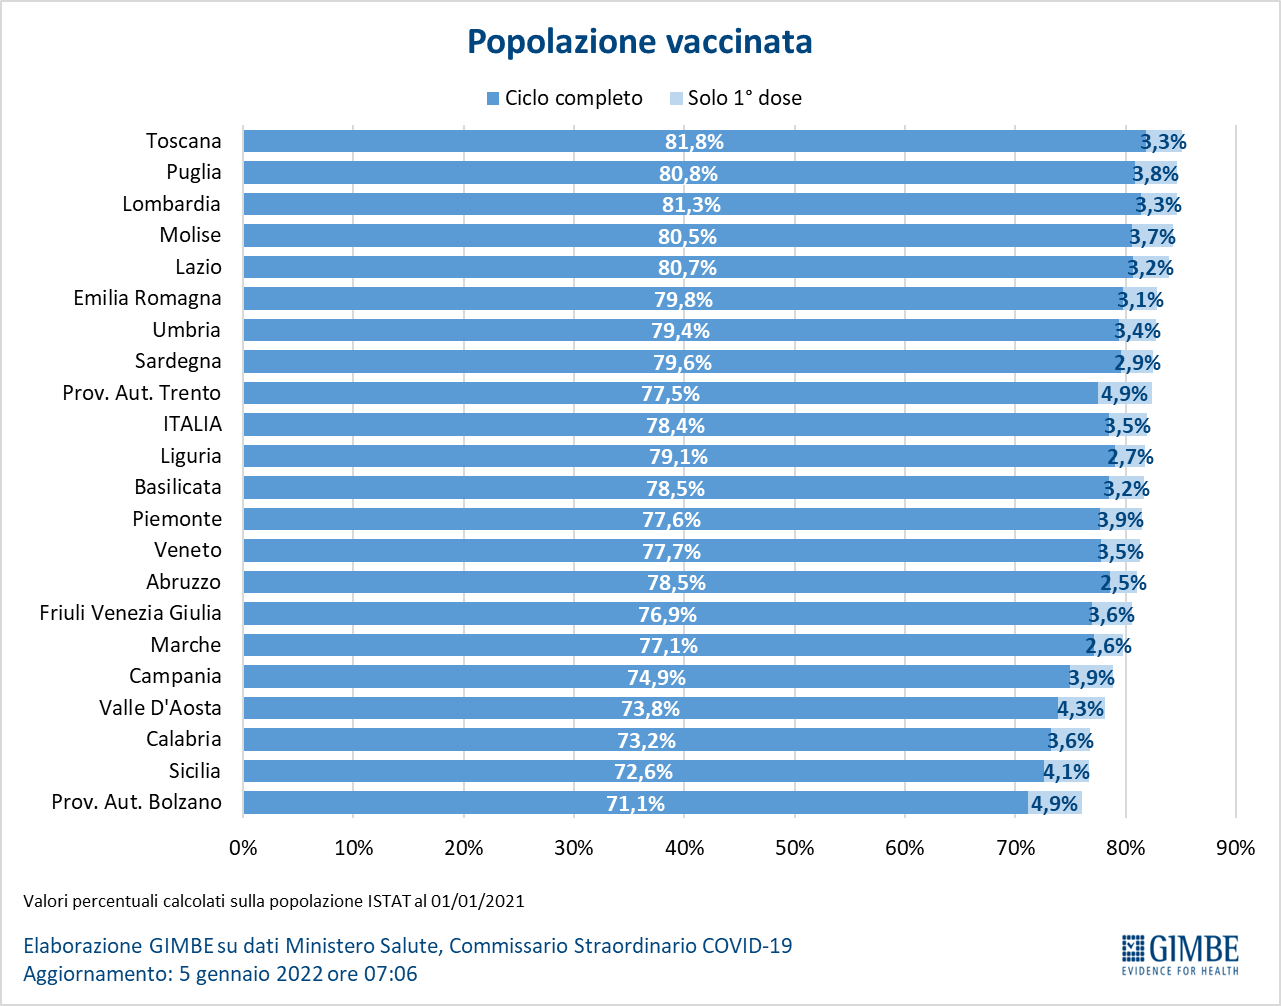 Popolazione vaccinata
Ciclo completo Solo 1° dose
Toscana 81,8% 3,3%
Puglia 80,8% 3,8%
Lombardia 81,3% 3,3%
Molise 80,5% 3,7%
Lazio 80,7% 3,2%
Emilia Romagna 79,8% 3,1%
Umbria 79,4% 3,4%
Sardegna 79,6% 2,9%
Prov. Aut. Trento 77,5% 4,9%
ITALIA 78,4% 3,5%
Liguria 79,1% 2,7%
Basilicata 78,5% 3,2%
Piemonte 77,6% 3,9%
Veneto 77,7% 3,5%
Abruzzo 78,5% 2,5%
Friuli Venezia Giulia 76,9% 3,6%
Marche 77,1% 2,6%
Campania 74,9% 3,9%
Valle D'Aosta 73,8% 4,3%
Calabria 73,2% 3,6%
Sicilia 72,6% 4,1%
Prov. Aut. Bolzano 71,1% 4,9%
0% 10% 20% 30% 40% 50% 60% 70% 80% 90%
Valori percentuali calcolati sulla popolazione ISTAT al 01/01/2021
Elaborazione GIMBE su dati Ministero Salute, Commissario Straordinario COVID-19
Aggiornamento: 5 gennaio 2022 ore 07:06
GIMBE
EVIDENCE FOR HEALTH